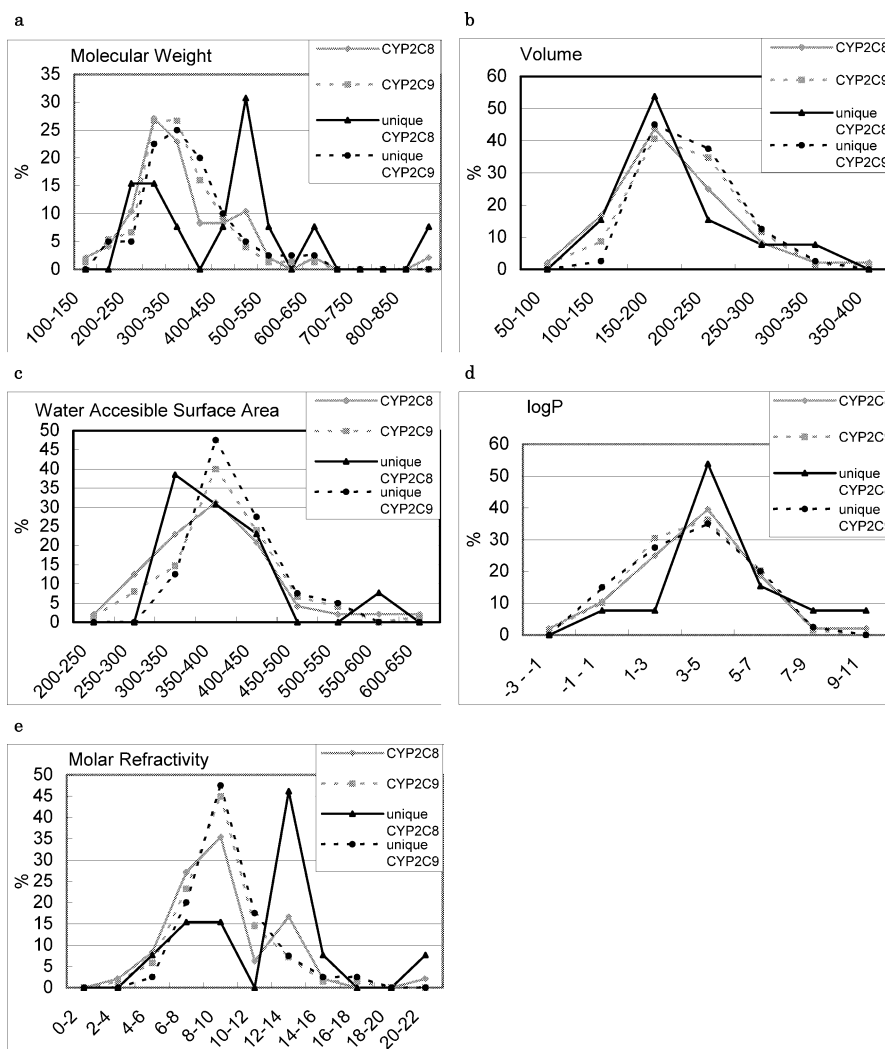 a
Molecular Weight
CYP2C8
CYP2C9
unique
CYP2C8
unique
CYP2C9
%
35
30
25
20
15
10
5
0
100-150
200-250
300-350
400-450
500-550
600-650
700-750
800-850
b
Volume
CYP2C8
CYP2C9
unique
CYP2C8
unique
CYP2C9
%
60
50
40
30
20
10
0
50-100
100-150
150-200
200-250
250-300
300-350
350-400
c
Water Accesible Surface Area
CYP2C8
CYP2C9
unique
CYP2C8
unique
CYP2C9
%
50
45
40
35
30
25
20
15
10
5
0
200-250
250-300
300-350
350-400
400-450
450-500
500-550
550-600
600-650
d
logP
CYP2C
CYP2C
unique
CYP2C
unique
CYP2C
%
60
50
40
30
20
10
0
-3 - -1
-1 - 1
1-3
3-5
5-7
7-9
9-11
e
Molar Refractivity
CYP2C8
CYP2C9
unique
CYP2C8
unique
CYP2C9
%
50
45
40
35
30
25
20
15
10
5
0
0-2
2-4
4-6
6-8
8-10
10-12
12-14
14-16
16-18
18-20
20-22